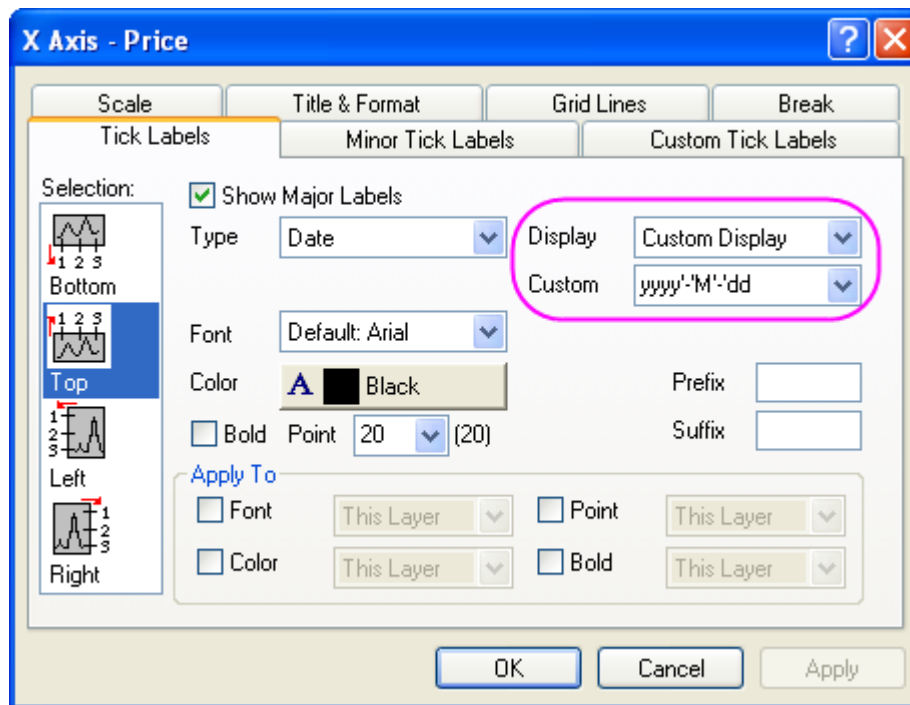 X Axis - Price
Scale Title & Format Grid Lines Break
Tick Labels Minor Tick Labels Custom Tick Labels
Selection:
1 2 3
Bottom
1 2 3
Top
1
2
3
Left
1
2
3
Right
Show Major Labels
Type Date Display Custom Display
Custom yyyy'-'M'-'dd
Font Default: Arial
Color A Black Prefix
Bold Point 20 (20) Suffix
Apply To
Font This Layer Point This Layer
Color This Layer Bold This Layer
OK Cancel Apply